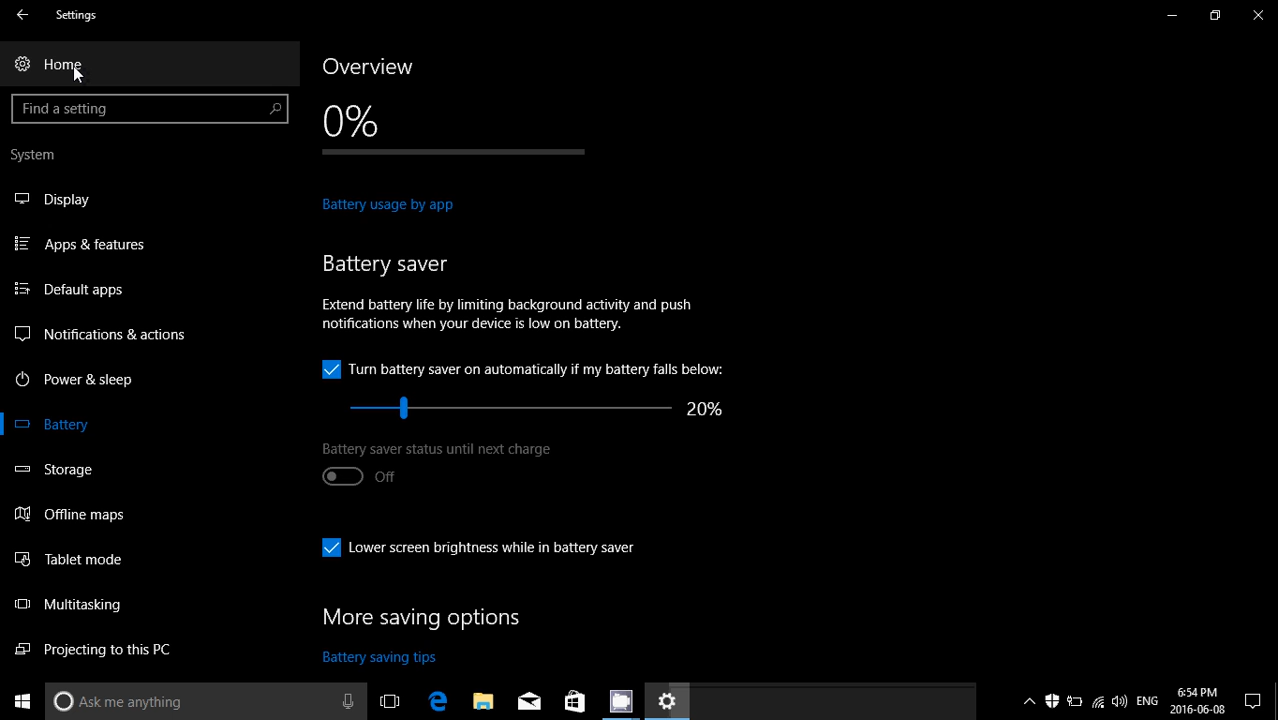 Settings
Home
Find a setting
System
Display
Apps & features
Default apps
Notifications & actions
Power & sleep
Battery
Storage
Offline maps
Tablet mode
Multitasking
Projecting to this PC
Overview
0%
Battery usage by app
Battery saver
Extend battery life by limiting background activity and push
notifications when your device is low on battery.
Turn battery saver on automatically if my battery falls below:
20%
Battery saver status until next charge
Off
Lower screen brightness while in battery saver
More saving options
Battery saving tips
Ask me anything
ENG
6:54 PM
2016-06-08